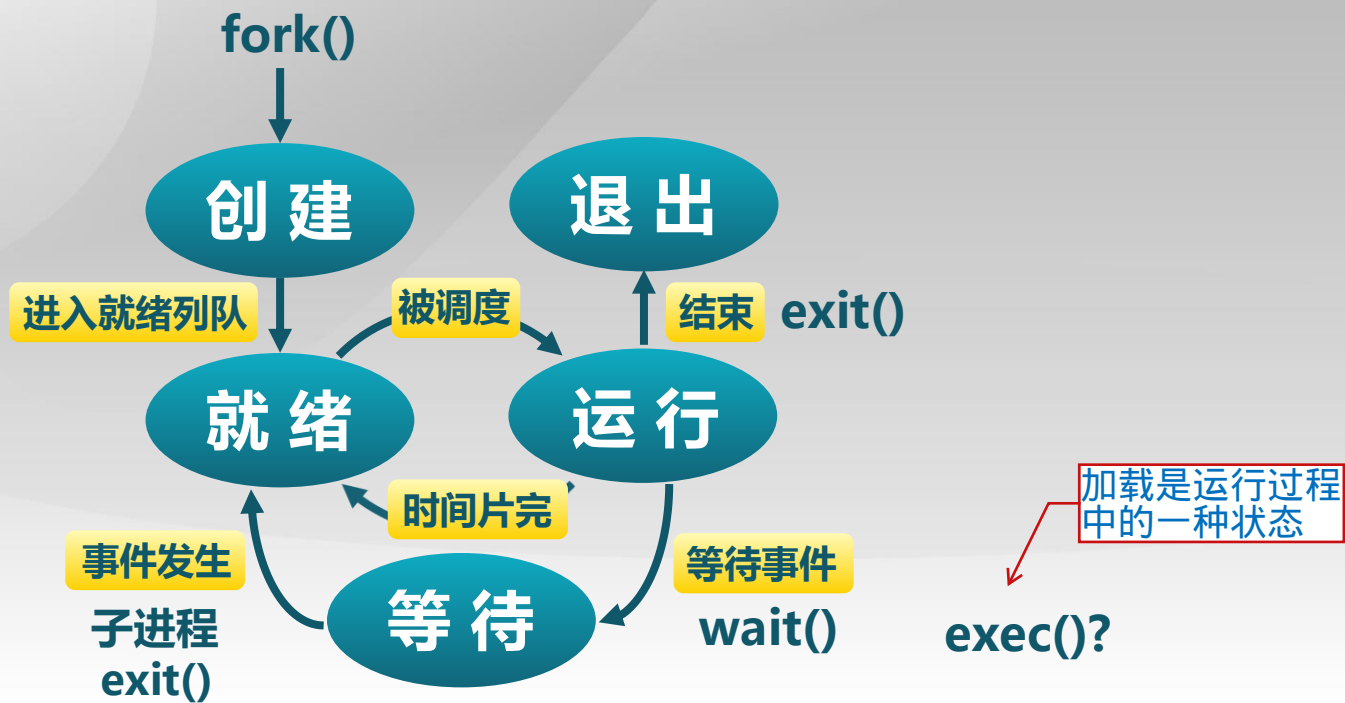 fork()
创 建
退 出
进入就绪列队
被调度
结束
exit()
就 绪
运 行
时间片完
加载是运行过程
中的一种状态
事件发生
子进程
exit()
等 待
等待事件
wait()
exec()?